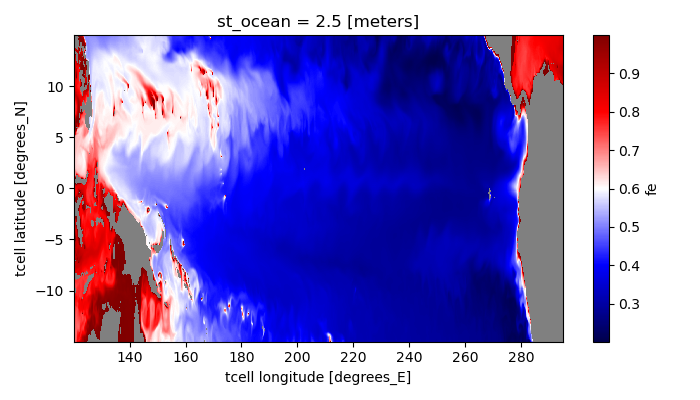 st_ocean = 2.5 [meters]
10
5
0
−5
−10
tcell latitude [degrees_N]
140 160 180 200 220 240 260 280
tcell longitude [degrees_E]
0.9
0.8
0.7
0.6
0.5
0.4
0.3
fe